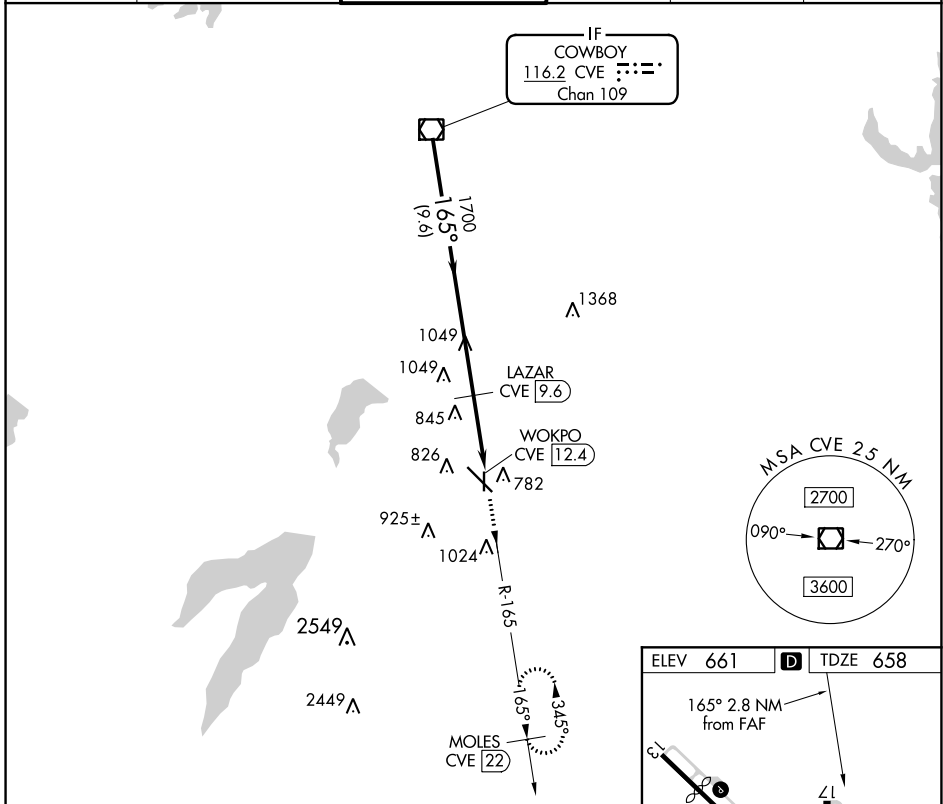 IF
COWBOY
116.2 CVE
Chan 109
1700
165°
(9.6)
1368
1049
1049
LAZAR
CVE 9.6
845
WOKPO
CVE 12.4
826
782
925±
1024
R-165
2549
2449
165°
345°
MOLES
CVE 22
MSA CVE 25 NM
2700
090°
270°
3600
ELEV 661 D TDZE 658
165° 2.8 NM
from FAF
13
P
17